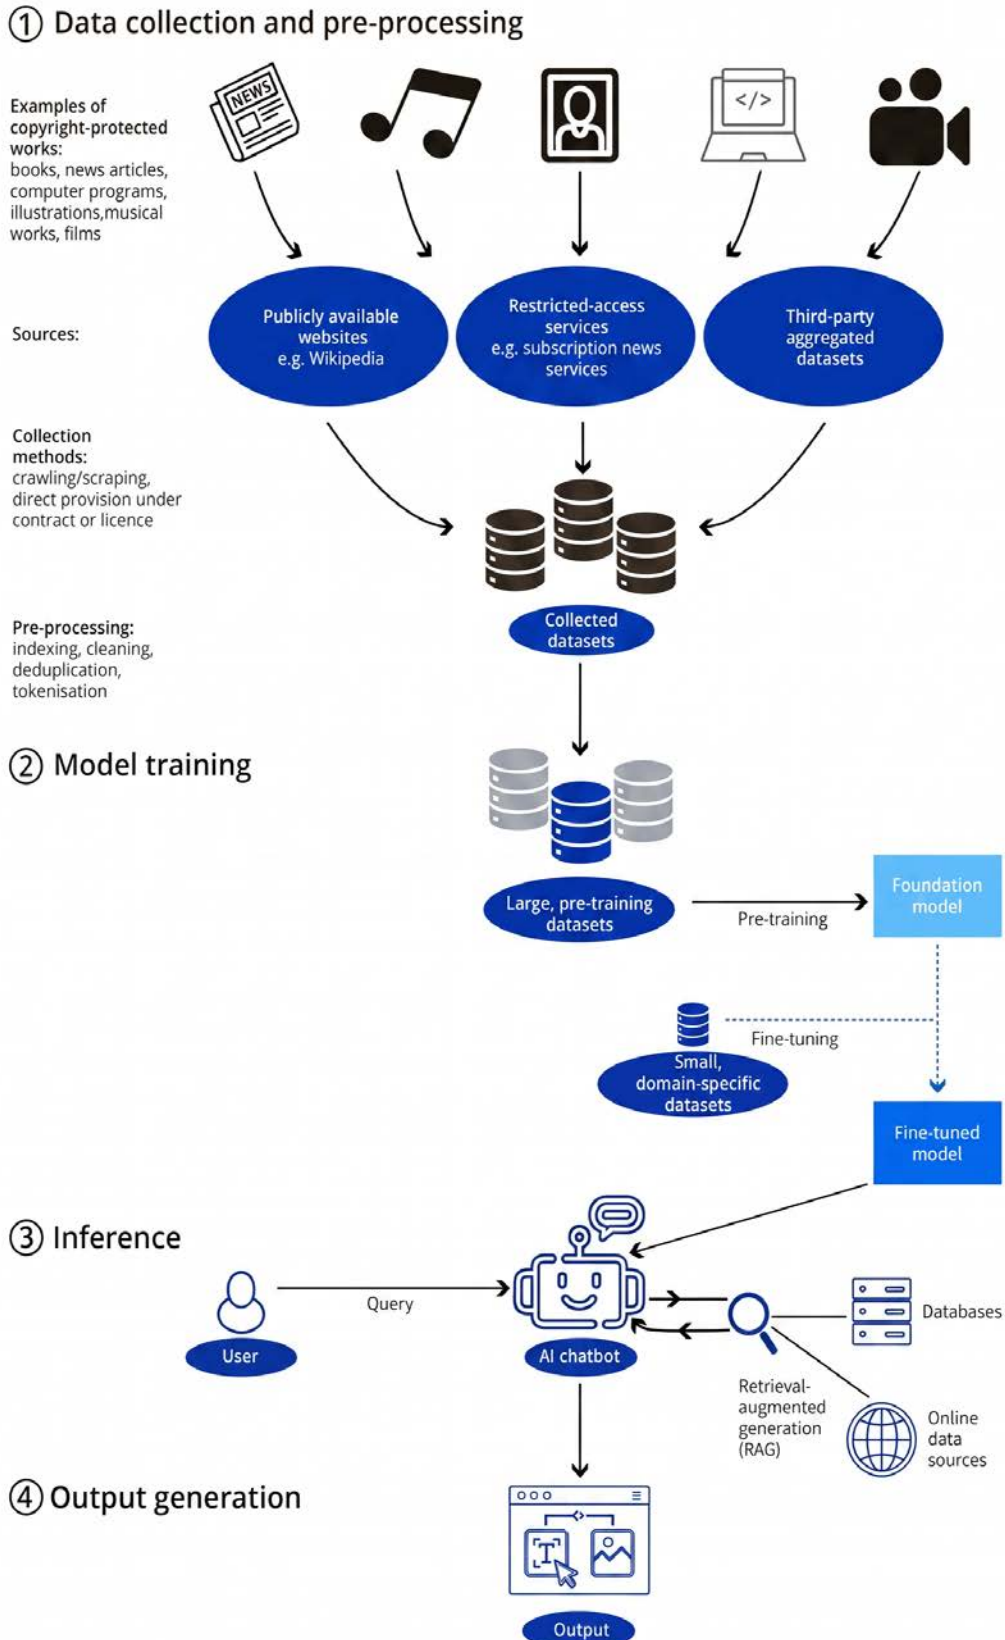 ① Data collection and pre-processing
Examples of
copyright-protected
works:
books, news articles,
computer programs,
illustrations,musical
works, films
NEWS
</>
Sources:
Publicly available
websites
e.g. Wikipedia
Restricted-access
services
e.g. subscription news
services
Third-party
aggregated
datasets
Collection
methods:
crawling/scraping,
direct provision under
contract or licence
Collected
datasets
Pre-processing:
indexing, cleaning,
deduplication,
tokenisation
② Model training
Large, pre-training
datasets
Pre-training
Foundation
model
Fine-tuning
Small,
domain-specific
datasets
Fine-tuned
model
③ Inference
User
Query
AI chatbot
Retrieval-
augmented
generation
(RAG)
Databases
Online
data
sources
④ Output generation
<>
T
Output